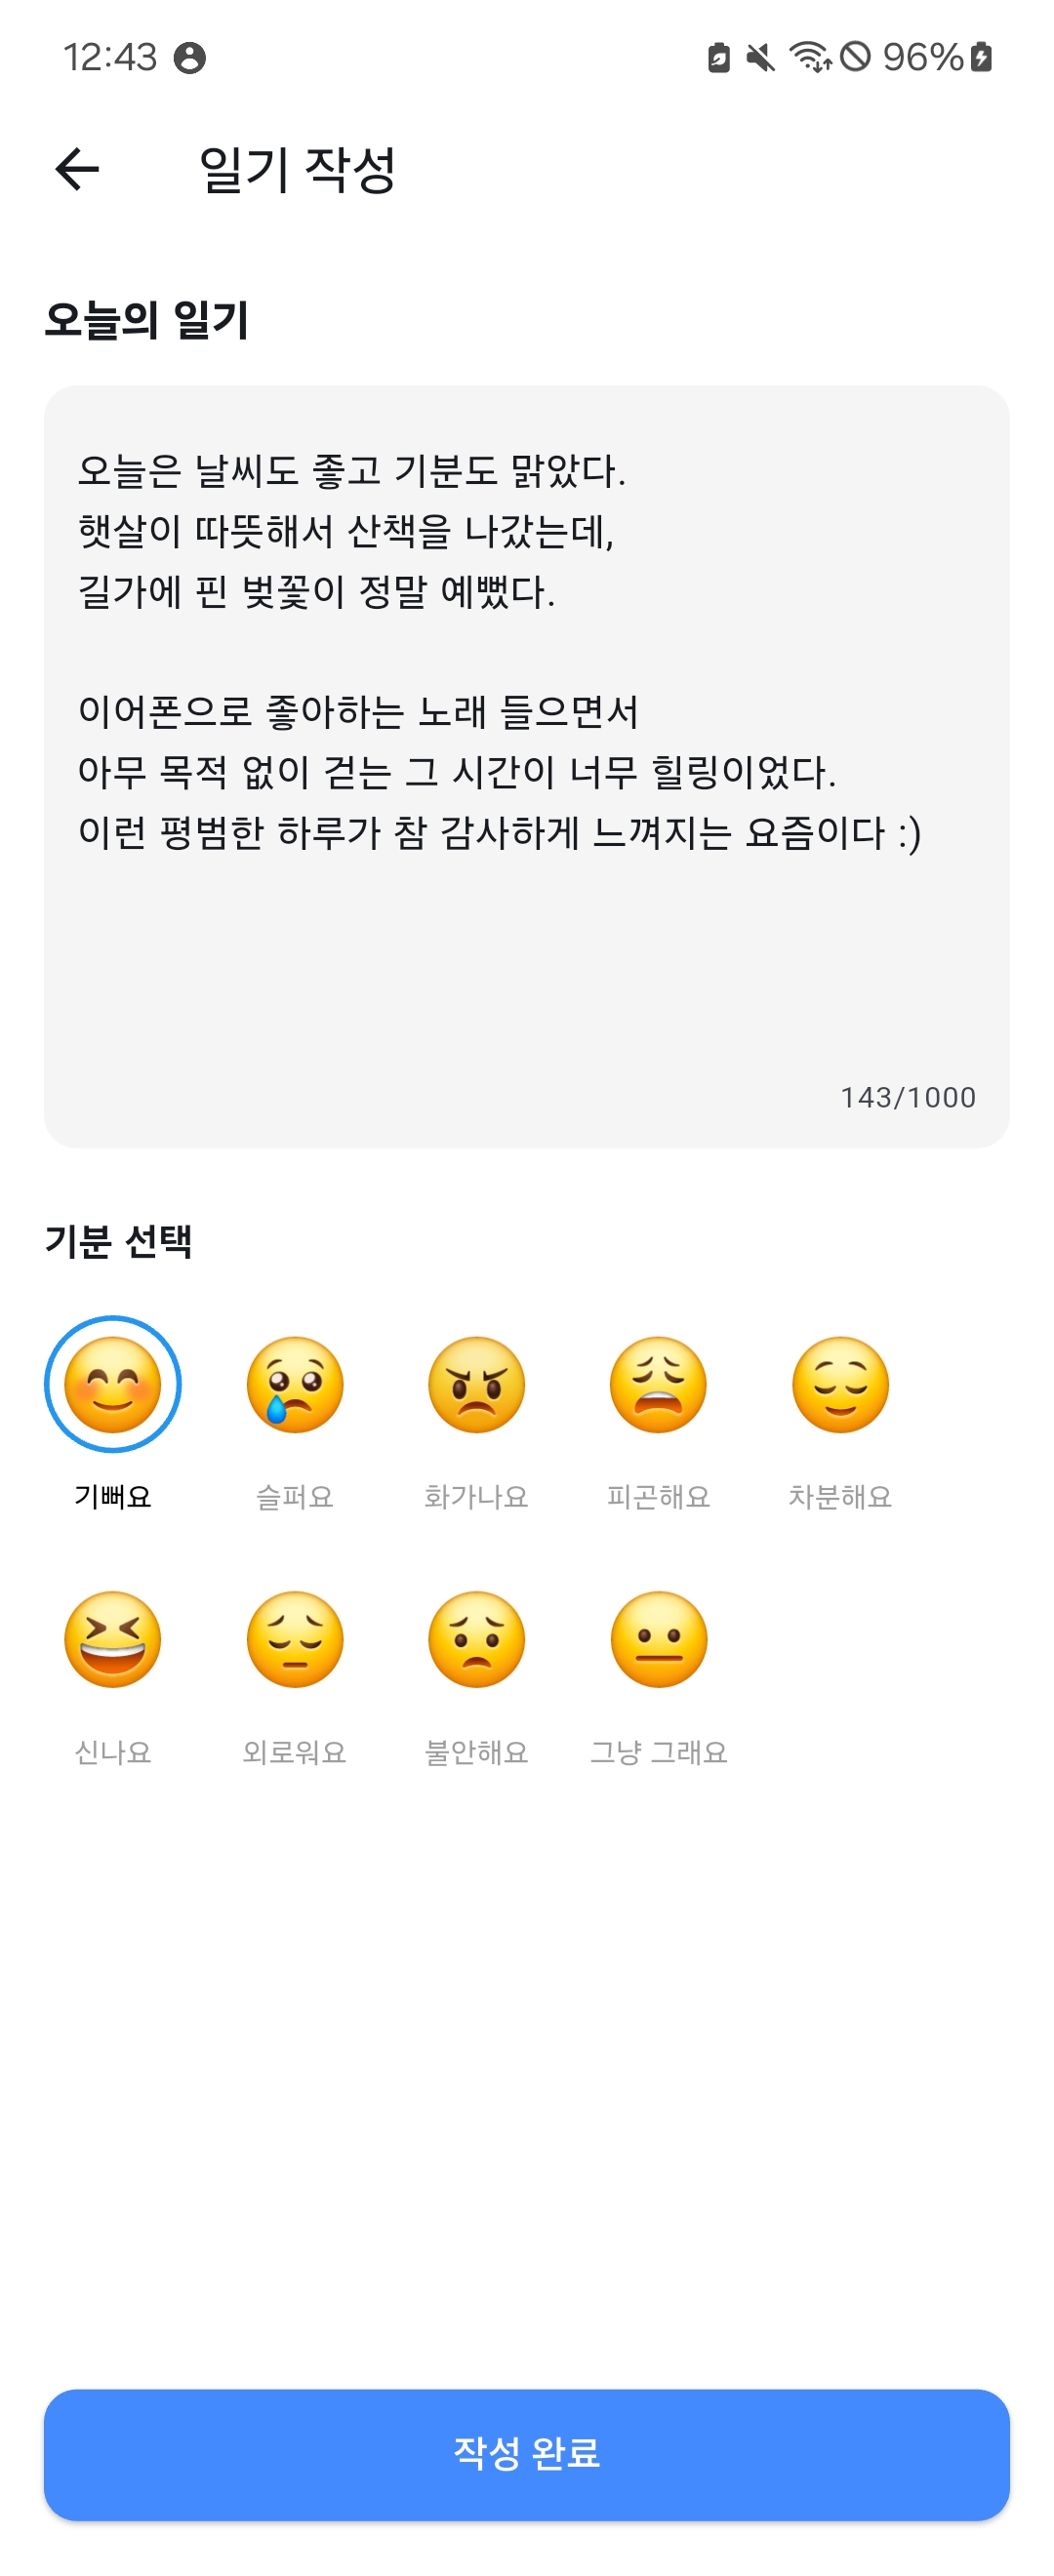 12:43
96%
일기 작성
오늘의 일기
오늘은 날씨도 좋고 기분도 맑았다.
햇살이 따뜻해서 산책을 나갔는데,
길가에 핀 벚꽃이 정말 예뻤다.
이어폰으로 좋아하는 노래 들으면서
아무 목적 없이 걷는 그 시간이 너무 힐링이었다.
이런 평범한 하루가 참 감사하게 느껴지는 요즘이다 :)
143/1000
기분 선택
기뻐요 슬퍼요 화가나요 피곤해요 차분해요
신나요 외로워요 불안해요 그냥 그래요
작성 완료